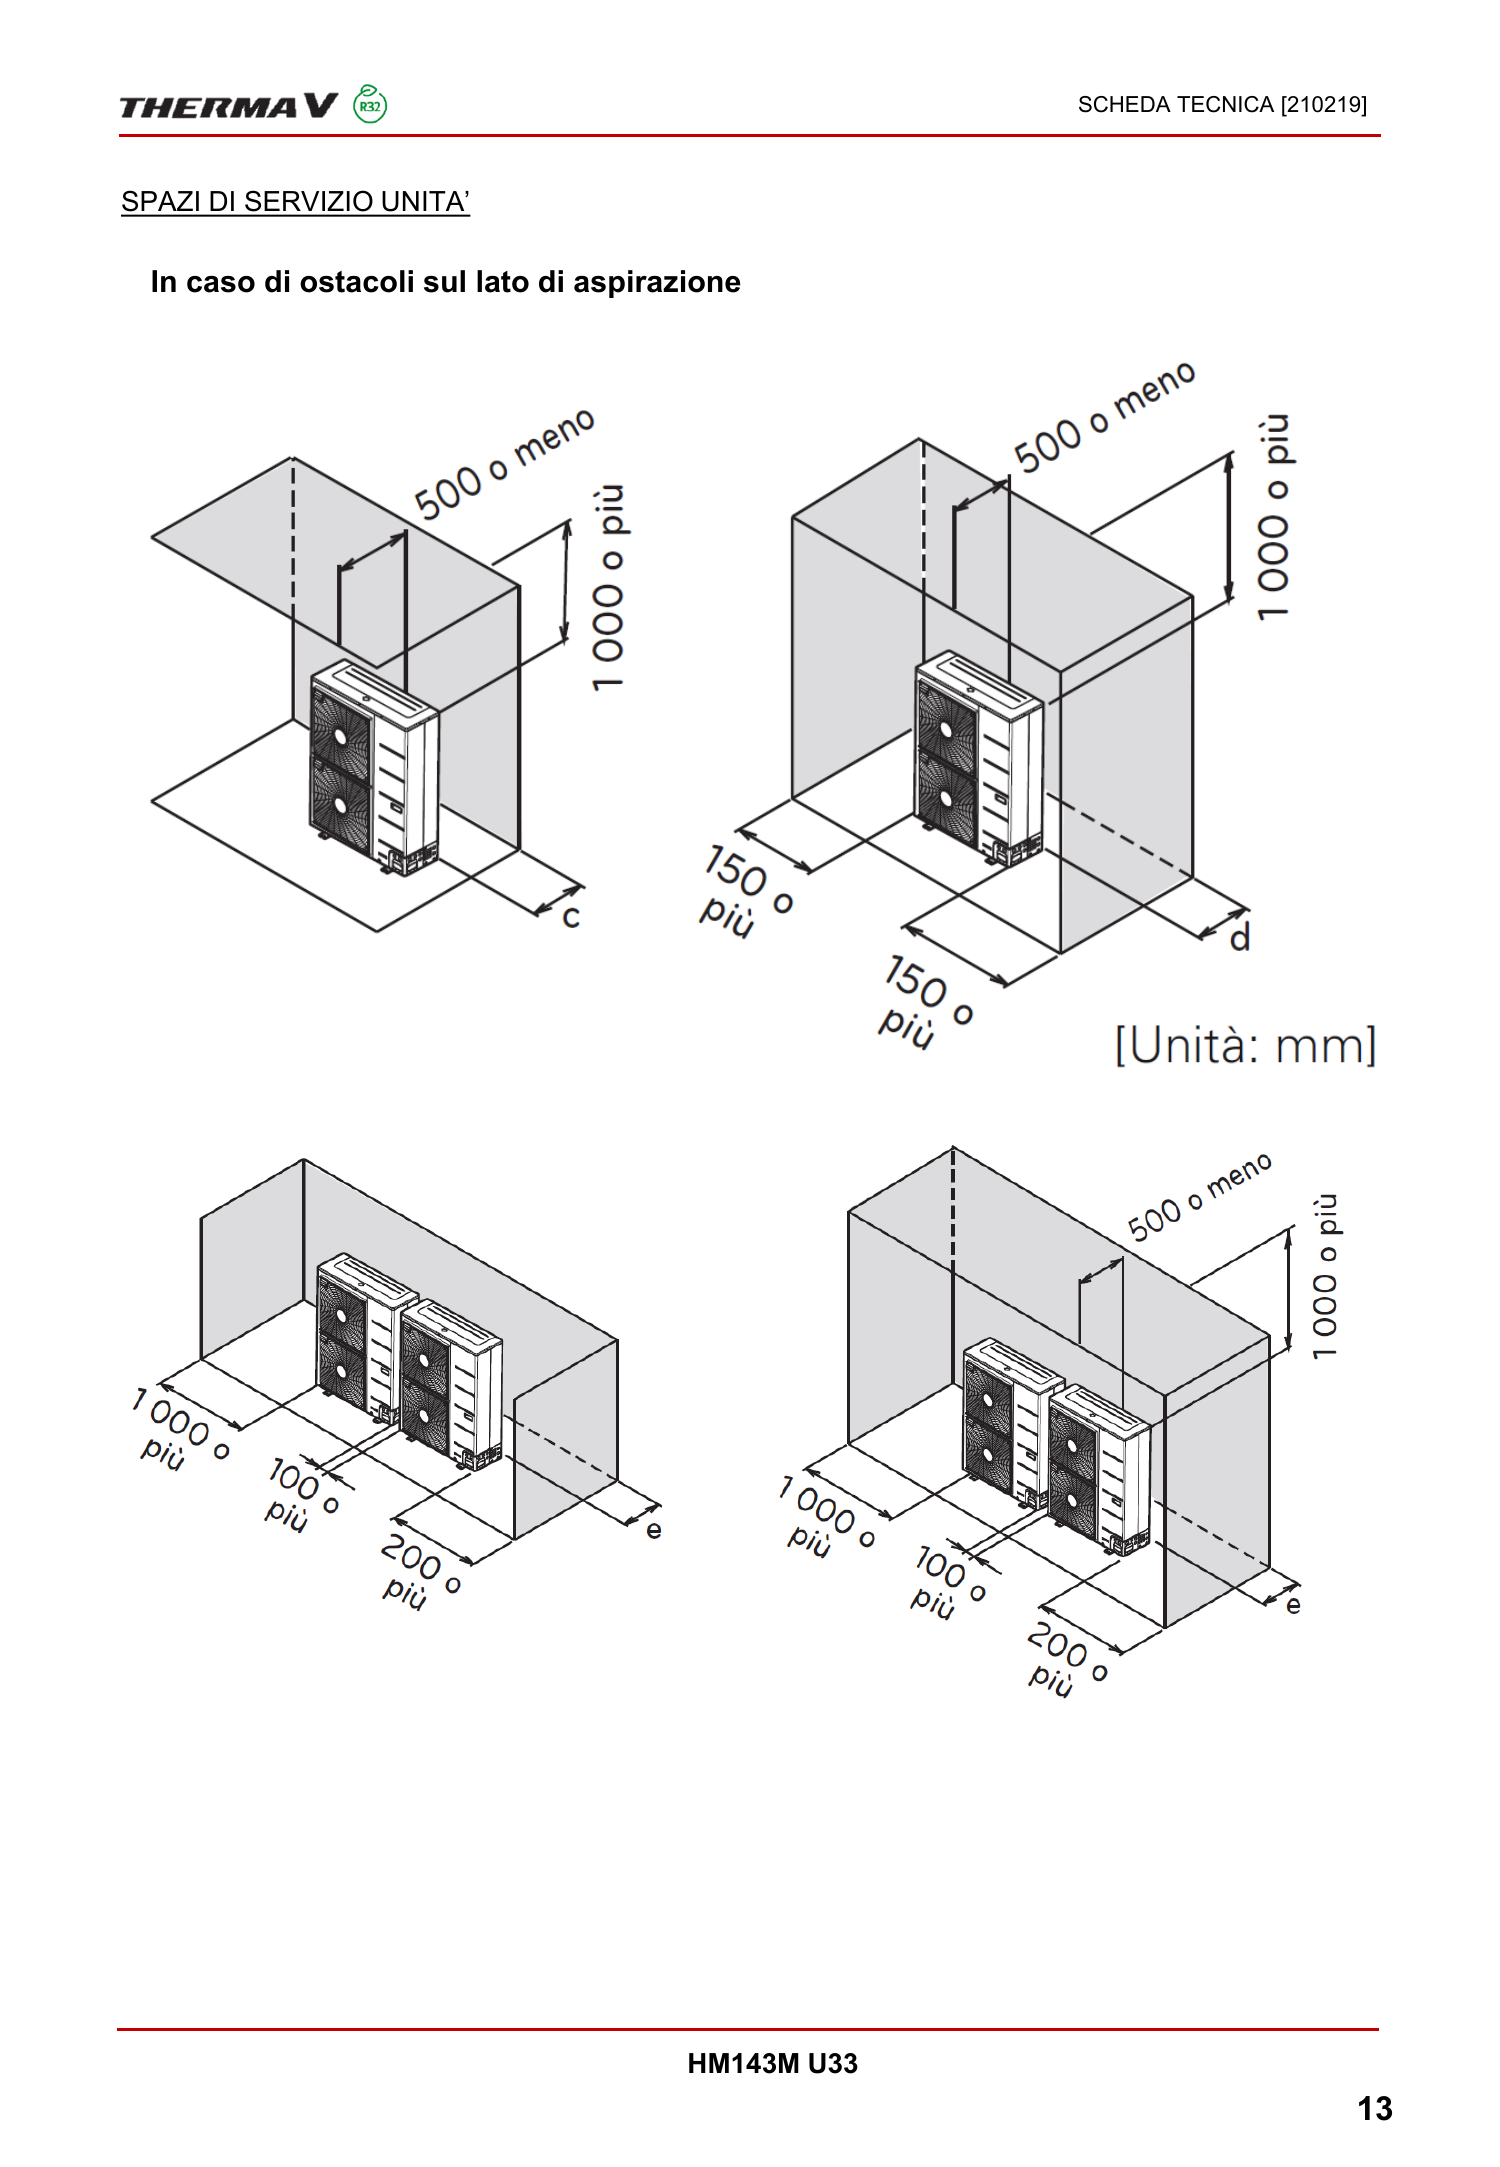 THERMA V R32
SCHEDA TECNICA [210219]
SPAZI DI SERVIZIO UNITA’
In caso di ostacoli sul lato di aspirazione
500 o meno
1 000 o più
c
500 o meno
1 000 o più
150 o
più
150 o
più
d
[Unità: mm]
1 000 o
più
100 o
più
200 o
più
e
500 o meno
1 000 o più
1 000 o
più
100 o
più
200 o
più
e
HM143M U33
13